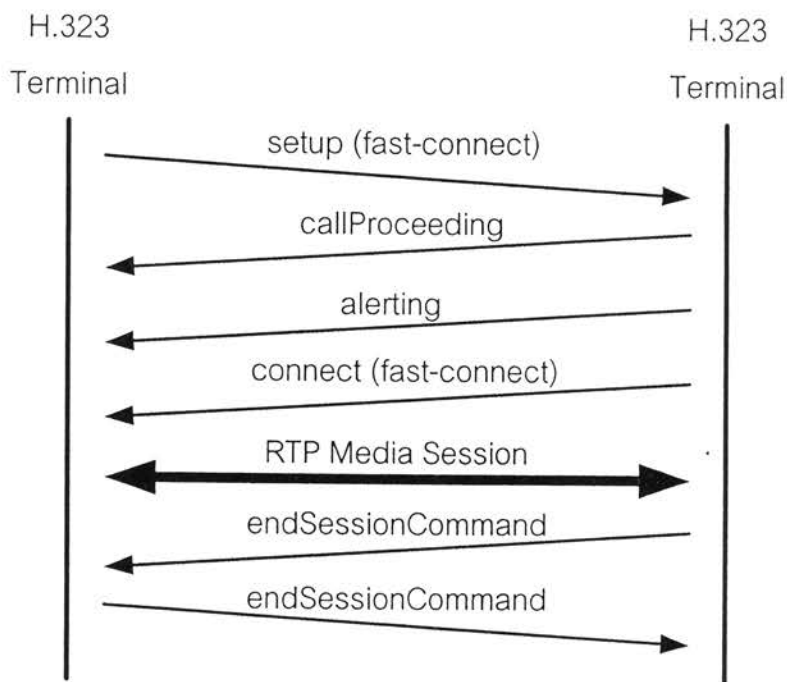 H.323
Terminal
H.323
Terminal
setup (fast-connect)
callProceeding
alerting
connect (fast-connect)
RTP Media Session
endSessionCommand
endSessionCommand